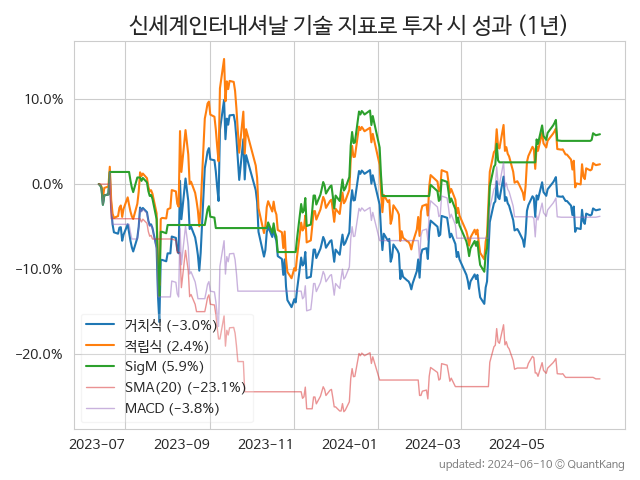 신세계인터내셔날 기술 지표로 투자 시 성과 (1년)
10.0%
0.0%
−10.0%
−20.0%
거치식 (−3.0%)
적립식 (2.4%)
SigM (5.9%)
SMA(20) (−23.1%)
MACD (−3.8%)
2023-07 2023-09 2023-11 2024-01 2024-03 2024-05
updated: 2024-06-10 © QuantKang